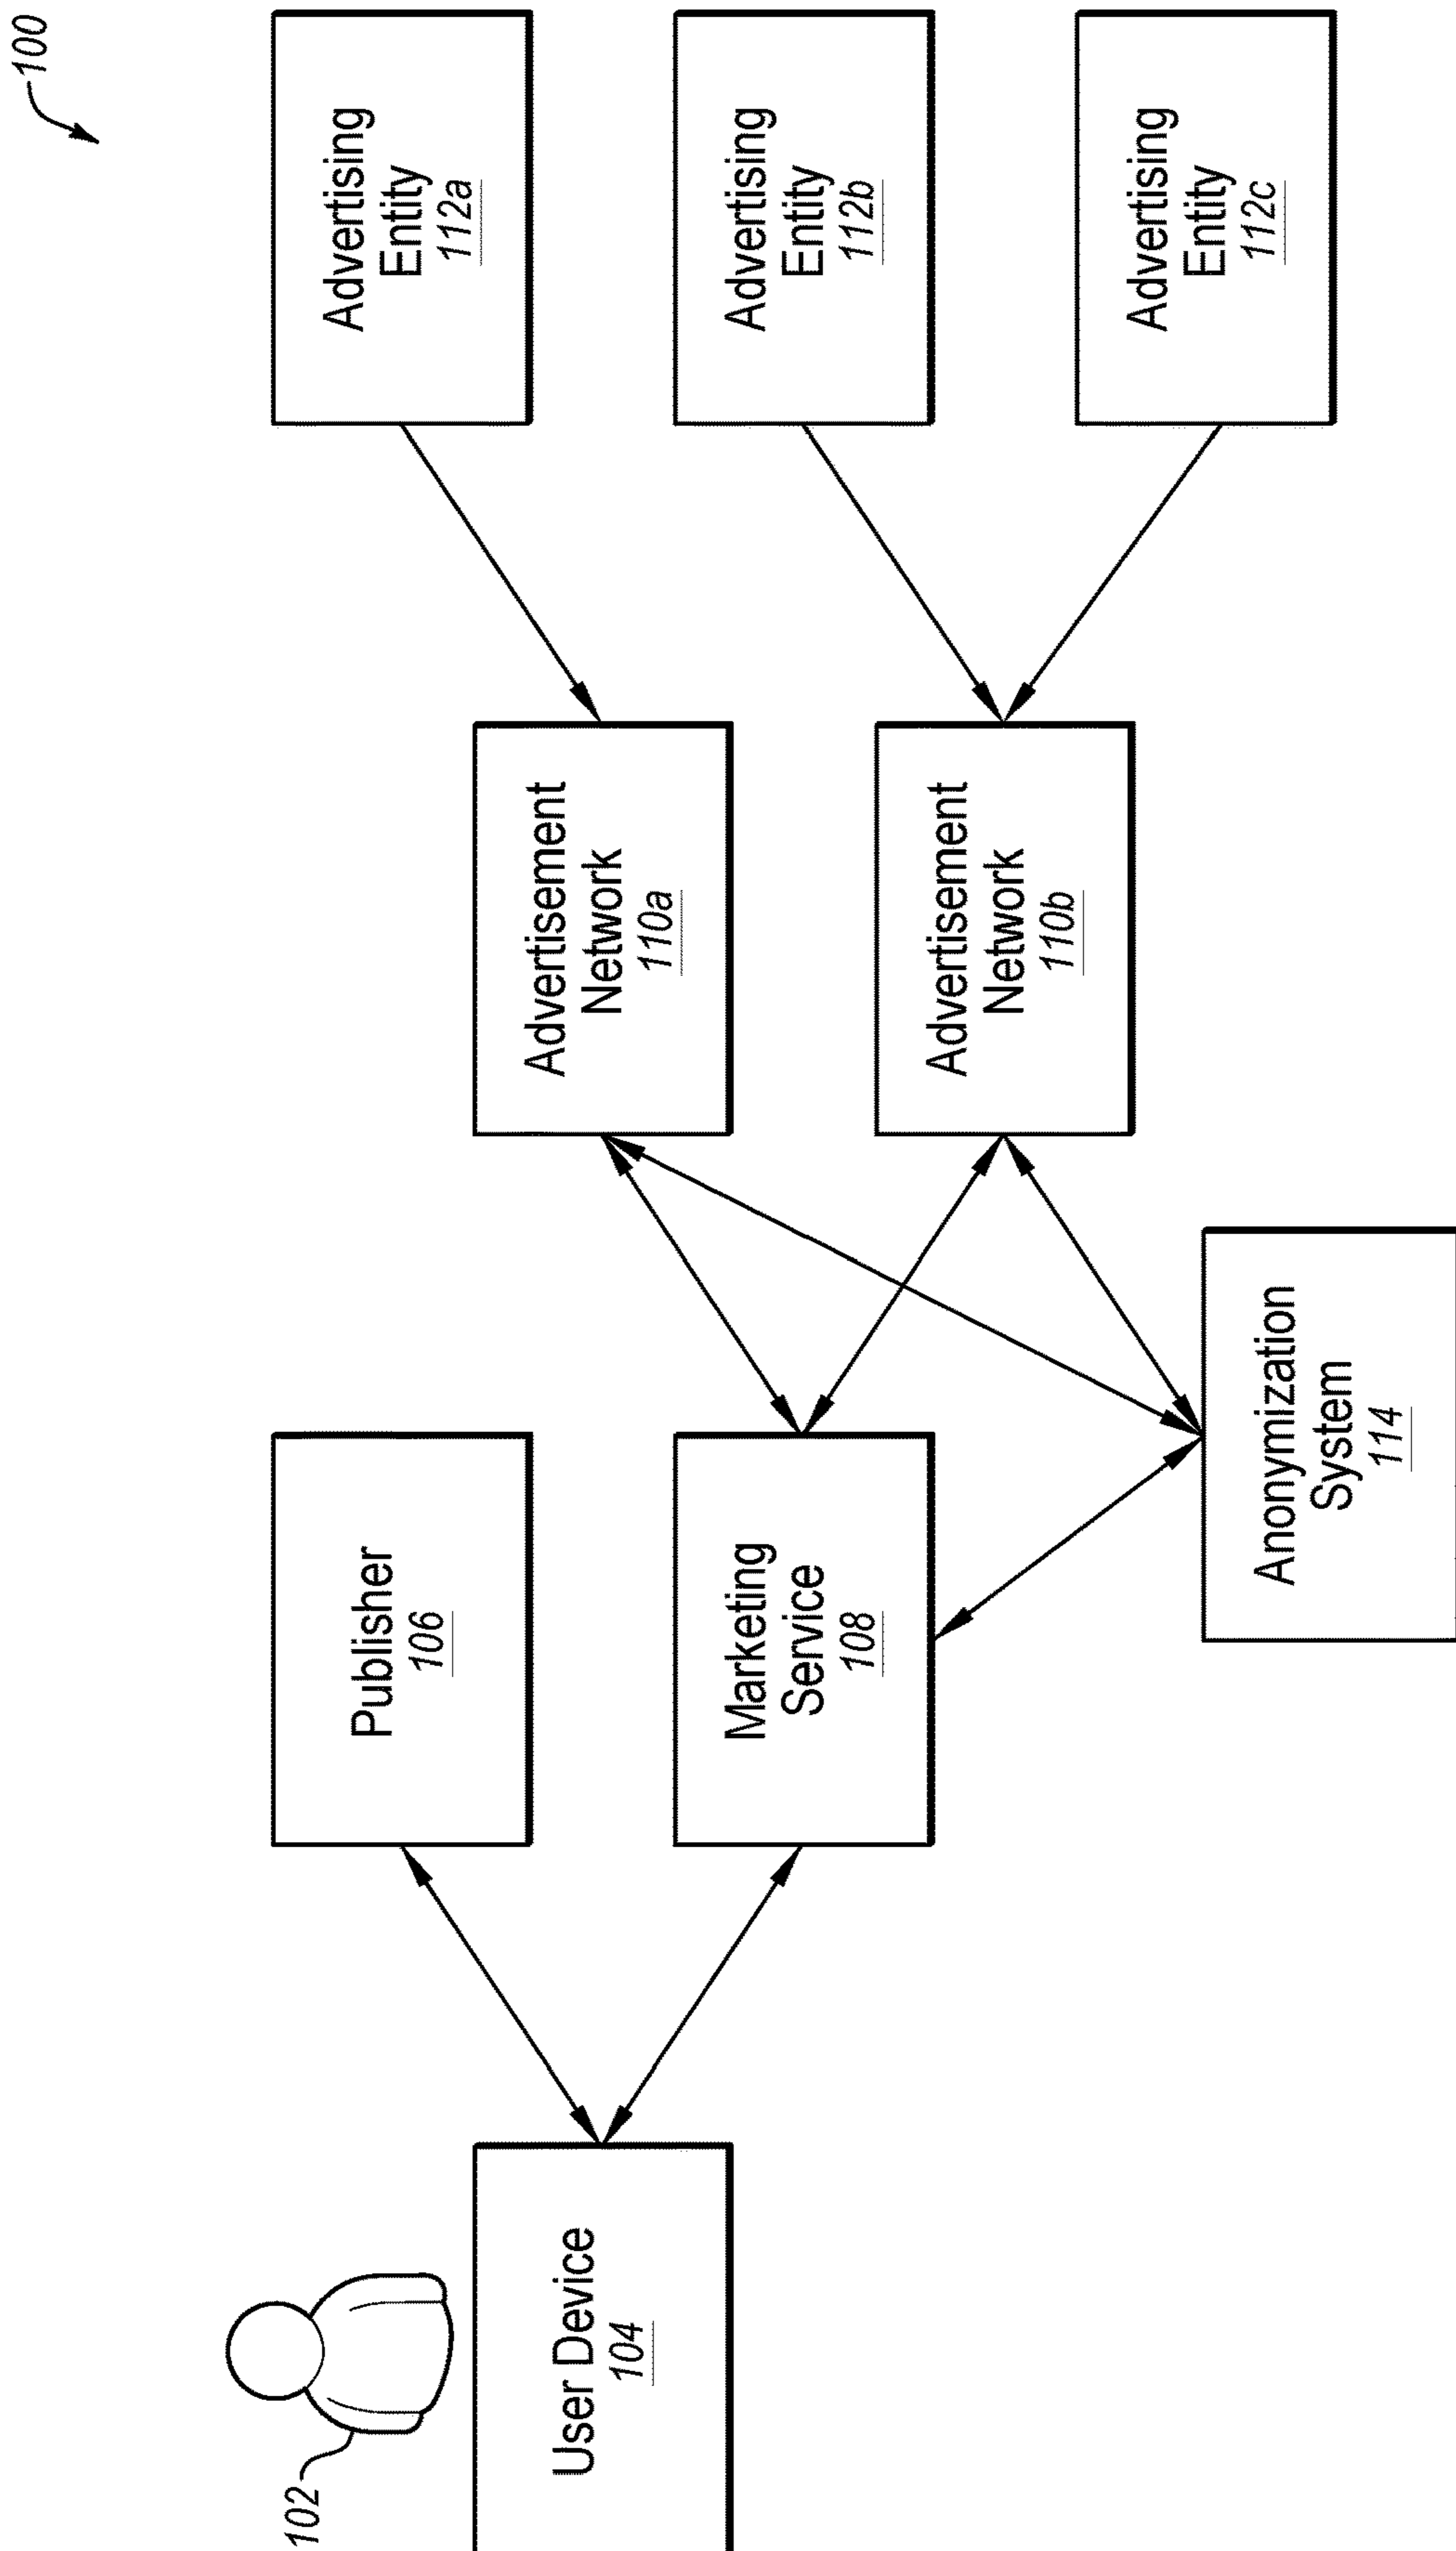 100
102
User Device
104
Publisher
106
Marketing
Service
108
Anonymization
System
114
Advertisement
Network
110a
Advertisement
Network
110b
Advertising
Entity
112a
Advertising
Entity
112b
Advertising
Entity
112c